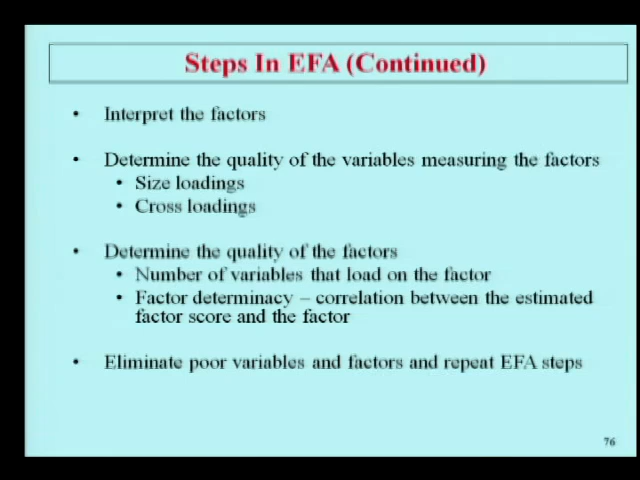 Steps In EFA (Continued)
• Interpret the factors
• Determine the quality of the variables measuring the factors
• Size loadings
• Cross loadings
• Determine the quality of the factors
• Number of variables that load on the factor
• Factor determinacy – correlation between the estimated
factor score and the factor
• Eliminate poor variables and factors and repeat EFA steps
76